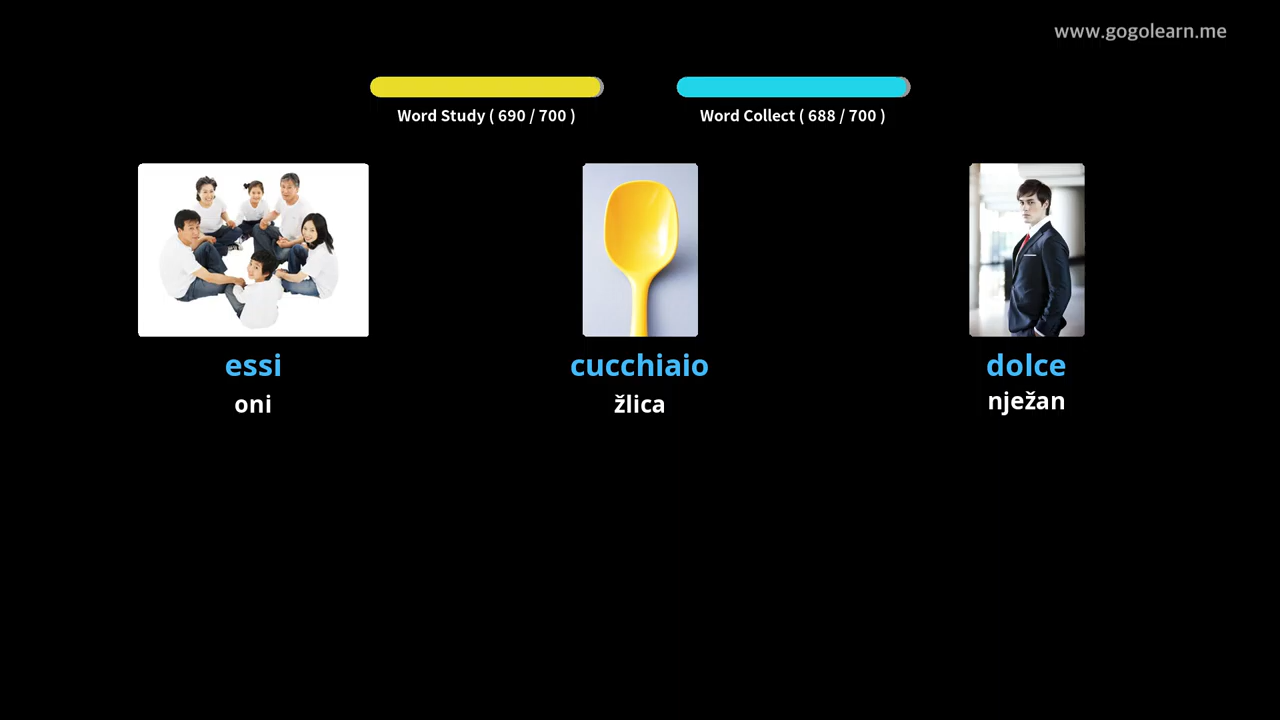 www.gogolearn.me
Word Study ( 690 / 700 )
Word Collect ( 688 / 700 )
essi
cucchiaio
dolce
oni
žlica
nježan